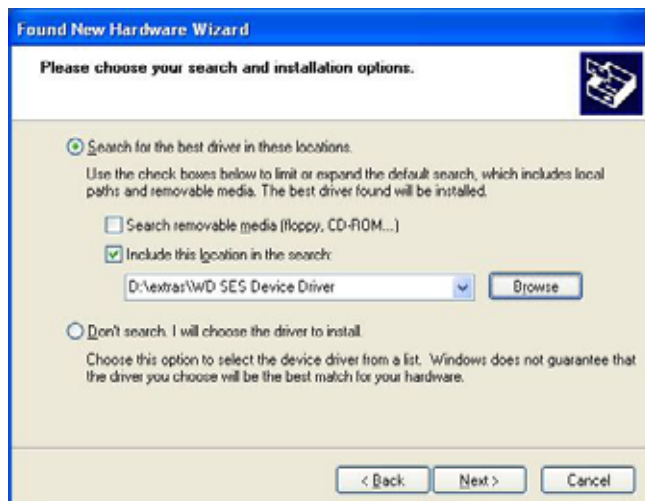 Found New Hardware Wizard
Please choose your search and installation options.
Search for the best driver in these locations.
Use the check boxes below to limit or expand the default search, which includes local
paths and removable media. The best driver found will be installed.
Search removable media (floppy, CD-ROM...)
Include this location in the search:
D:\extras\WD SES Device Driver
Browse
Don't search. I will choose the driver to install.
Choose this option to select the device driver from a list. Windows does not guarantee that
the driver you choose will be the best match for your hardware.
< Back Next > Cancel